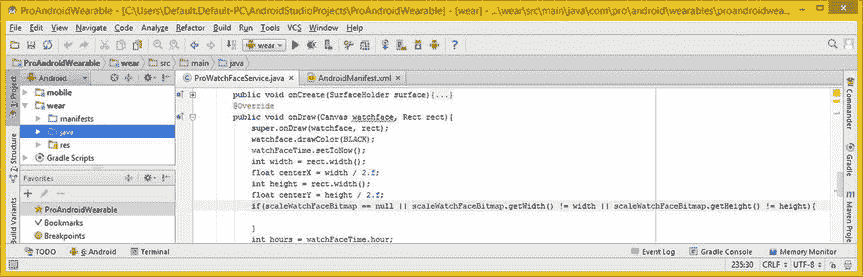 ProAndroidWearable - [C:\Users\Default.Default-PC\AndroidStudioProjects\ProAndroidWearable] - [wear] - ...\wear\src\main\java\com\pro\android\wearables\proandroidwea...
File Edit View Navigate Code Analyze Refactor Build Run Tools VCS Window Help
wear
ProAndroidWearable wear src main java
Android
ProWatchFaceService.java
AndroidManifest.xml
1: Project
mobile
wear
manifests
java
res
Gradle Scripts
Z: Structure
Favorites
ProAndroidWearable
Bookmarks
Breakpoints
Build Variants
public void onCreate(SurfaceHolder surface){...}
@Override
public void onDraw(Canvas watchface, Rect rect){
super.onDraw(watchface, rect);
watchface.drawColor(BLACK);
watchFaceTime.setToNow();
int width = rect.width();
float centerX = width / 2.f;
int height = rect.width();
float centerY = height / 2.f;
if(scaleWatchFaceBitmap == null || scaleWatchFaceBitmap.getWidth() != width || scaleWatchFaceBitmap.getHeight() != height){
}
int hours = watchFaceTime.hour;
Commander
Maven Proje
TODO
6: Android
Terminal
Event Log
Gradle Console
Memory Monitor
235:30 CRLF UTF-8